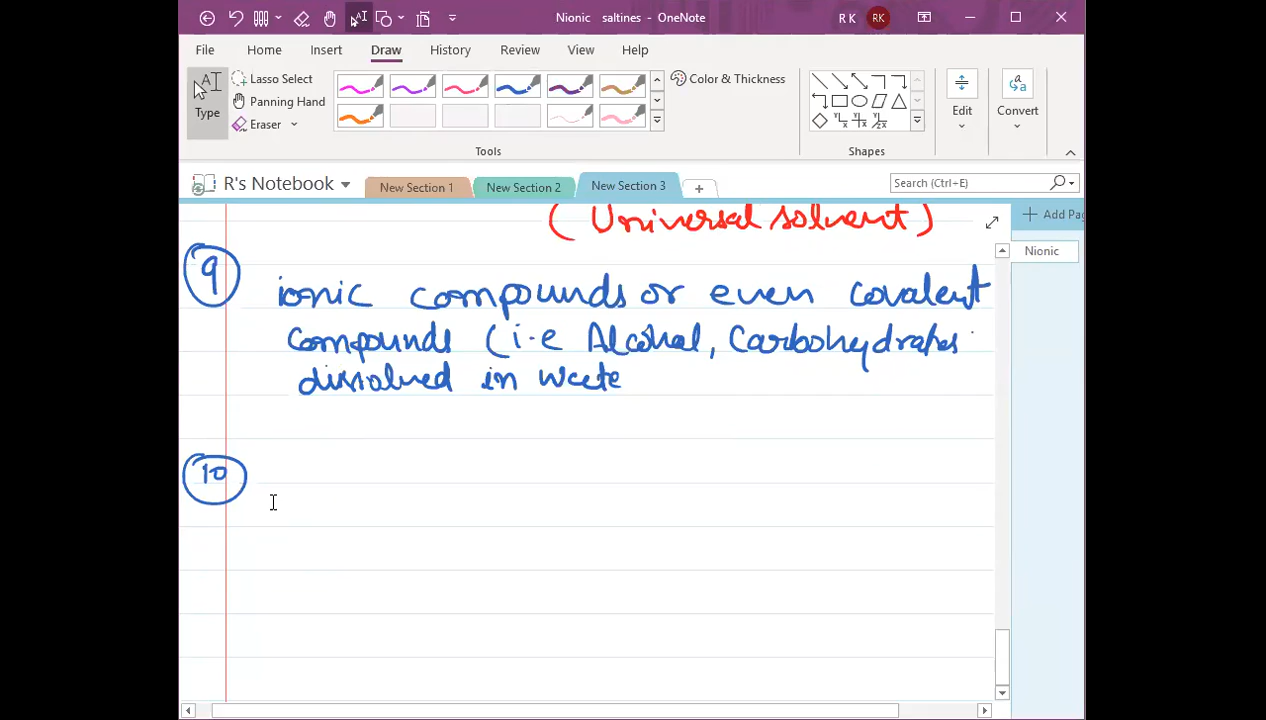 Nionic saltines - OneNote
R K
RK
File Home Insert Draw History Review View Help
Type
Lasso Select
Panning Hand
Eraser
Color & Thickness
Edit
Convert
Tools
Shapes
R's Notebook
New Section 1
New Section 2
New Section 3
+
Search (Ctrl+E)
(Universal solvent)
Add Pag
Nionic
9 ionic compounds or even covalent
compounds (i.e Alcohal, Carbohydrates
dissolved in wate
10